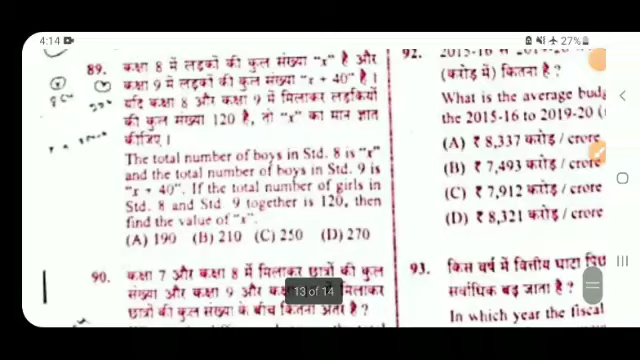 4:14
27%
89. कक्षा 8 में लड़कों की कुल संख्या "x" है और
कक्षा 9 में लड़कों की कुल संख्या "x + 40" है।
यदि कक्षा 8 और कक्षा 9 में मिलाकर लड़कियों
की कुल संख्या 120 है, तो "x" का मान ज्ञात
कीजिए।
The total number of boys in Std. 8 is "x"
and the total number of boys in Std. 9 is
"x + 40". If the total number of girls in
Std. 8 and Std 9 together is 120, then
find the value of "x".
(A) 190 (B) 210 (C) 250 (D) 270
90. कक्षा 7 और कक्षा 8 में मिलाकर छात्रों की कुल
संख्या और कक्षा 9 और मिलाकर
छात्रों की कुल संख्या के बीच कितना अंतर है?
13 of 14
92. 2015-16 से
(करोड़ में) कितना है?
What is the average budg
the 2015-16 to 2019-20 (
(A) ₹ 8,337 करोड़ / crore
(B) ₹ 7,493 करोड़ / crore
(C) ₹ 7,912 करोड़ / crore
(D) ₹ 8,321 करोड़ / crore
93. किस वर्ष में वित्तीय घाटा
सर्वाधिक बढ़ जाता है?
In which year the fiscal